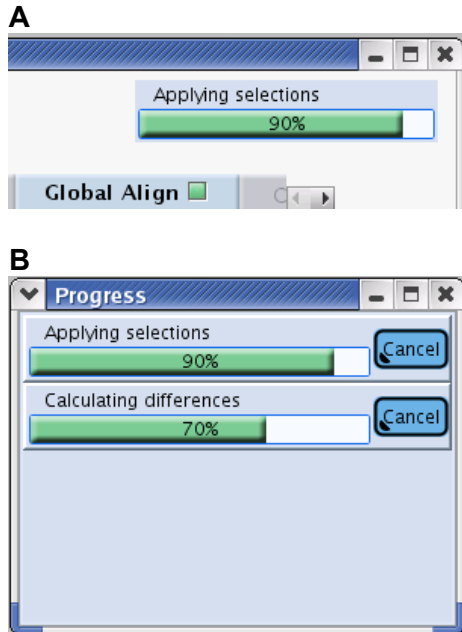 A
Applying selections
90%
Global Align
B
Progress
Applying selections
90%
Cancel
Calculating differences
70%
Cancel